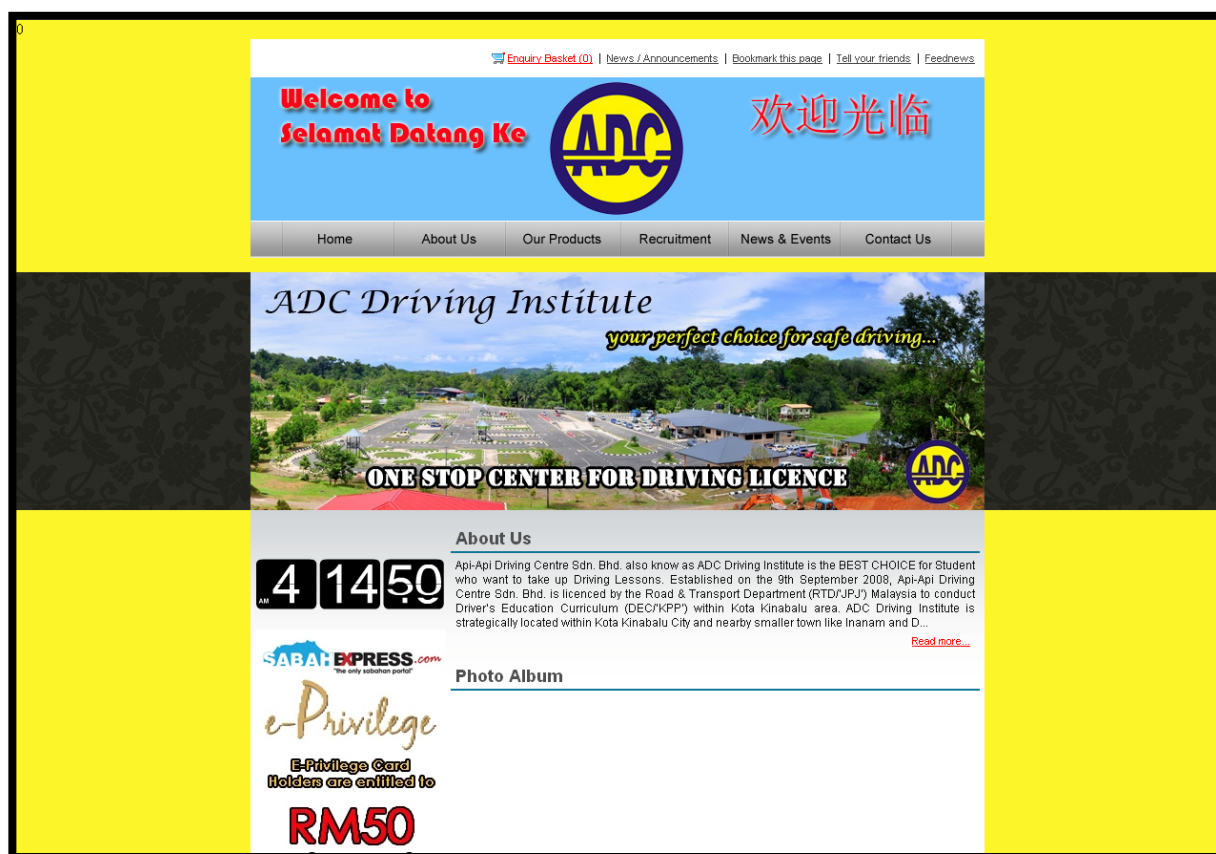 0
Enquiry Basket (0) | News / Announcements | Bookmark this page | Tell your friends | Feednews
Welcome to
Selamat Datang Ke
ADC
欢迎光临
Home About Us Our Products Recruitment News & Events Contact Us
ADC Driving Institute
your perfect choice for safe driving...
ONE STOP CENTER FOR DRIVING LICENCE
ADC
About Us
Api-Api Driving Centre Sdn. Bhd. also know as ADC Driving Institute is the BEST CHOICE for Student
who want to take up Driving Lessons. Established on the 9th September 2008, Api-Api Driving
Centre Sdn. Bhd. is licenced by the Road & Transport Department (RTD/'JPJ') Malaysia to conduct
Driver's Education Curriculum (DEC/'KPP') within Kota Kinabalu area. ADC Driving Institute is
strategically located within Kota Kinabalu City and nearby smaller town like Inanam and D...
Read more...
AM 4 14 50
SABAH EXPRESS.com
"the only sabahan portal"
e-Privilege
E-Privilege Card
Holders are entitled to
RM50
Photo Album